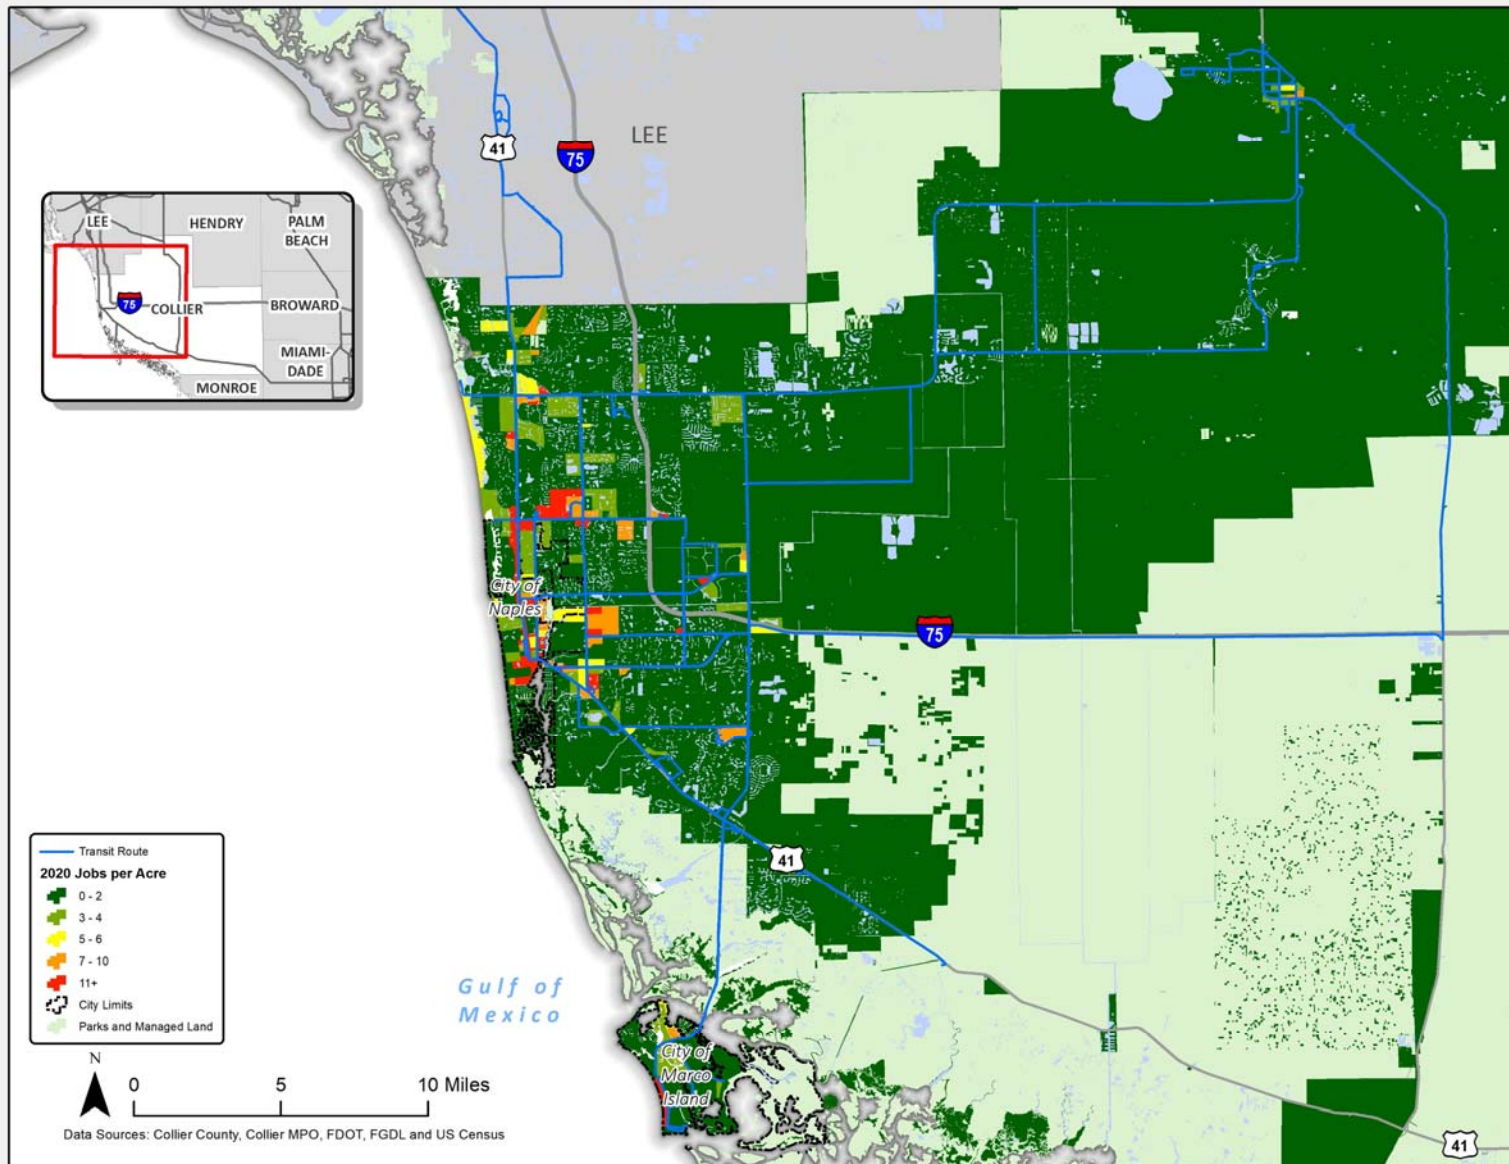 41
75
LEE
LEE
HENDRY
PALM
BEACH
75
COLLIER
BROWARD
MIAMI-
DADE
MONROE
City of
Naples
75
41
Transit Route
2020 Jobs per Acre
0 - 2
3 - 4
5 - 6
7 - 10
11+
City Limits
Parks and Managed Land
Gulf of
Mexico
City of
Marco
Island
N
0 5 10 Miles
Data Sources: Collier County, Collier MPO, FDOT, FGDL and US Census
41